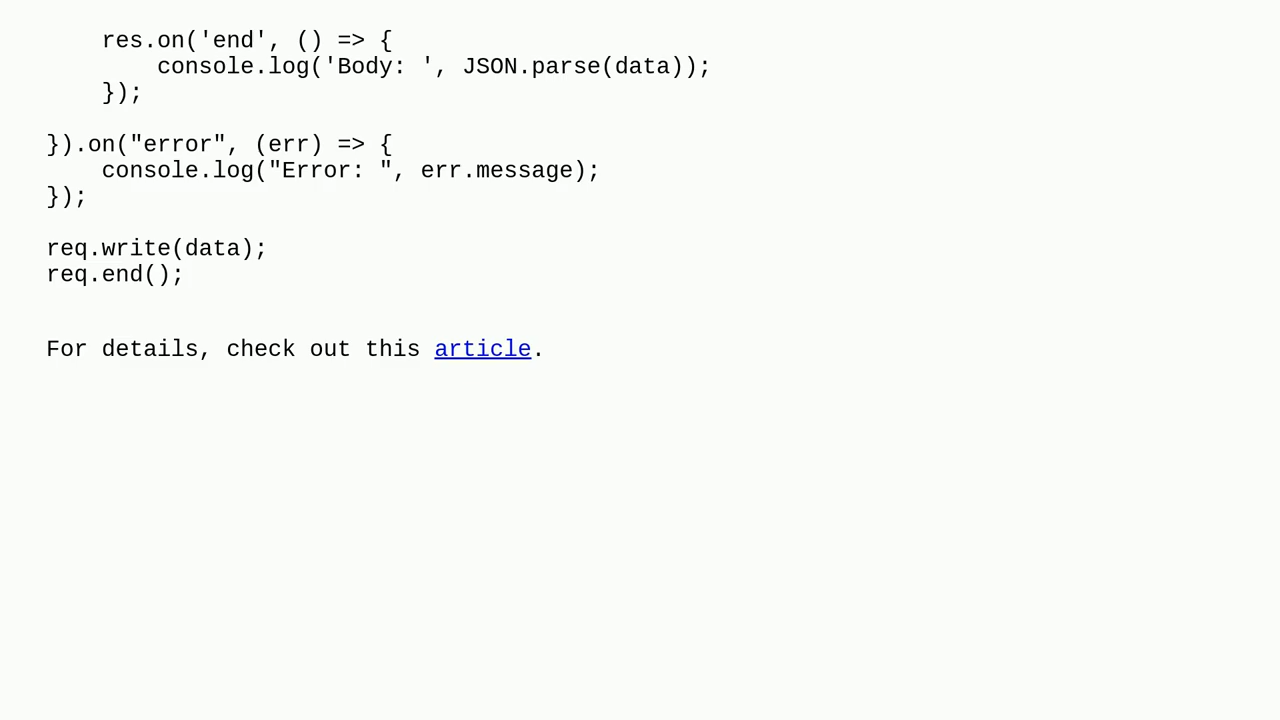 res.on('end', () => {
        console.log('Body: ', JSON.parse(data));
    });
}).on("error", (err) => {
    console.log("Error: ", err.message);
});
req.write(data);
req.end();
For details, check out this article.